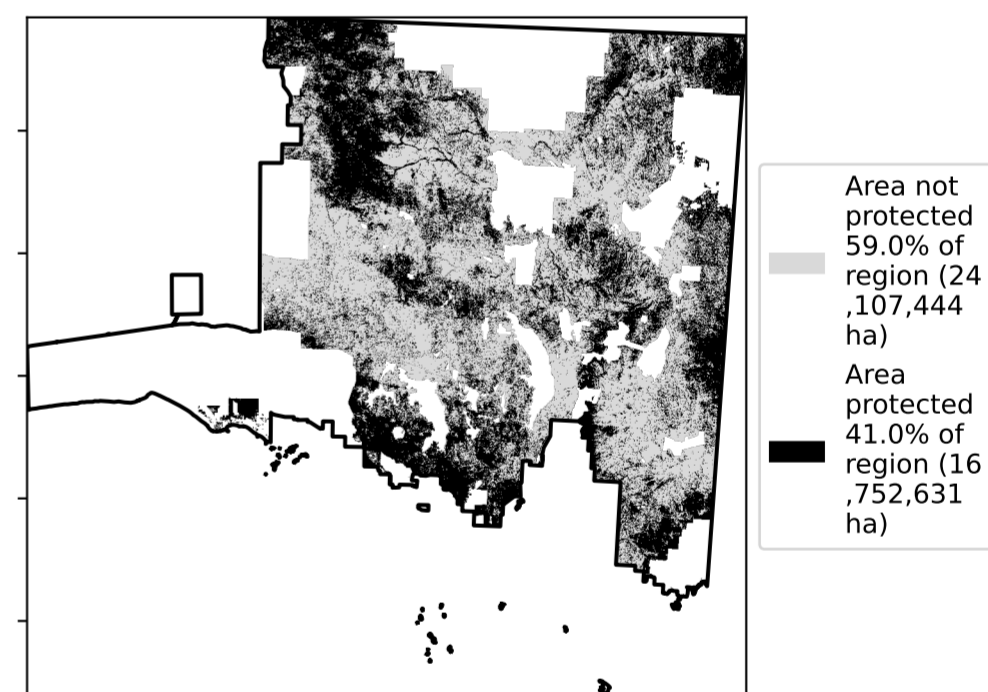 Area not
protected
59.0% of
region (24
,107,444
ha)
Area
protected
41.0% of
region (16
,752,631
ha)